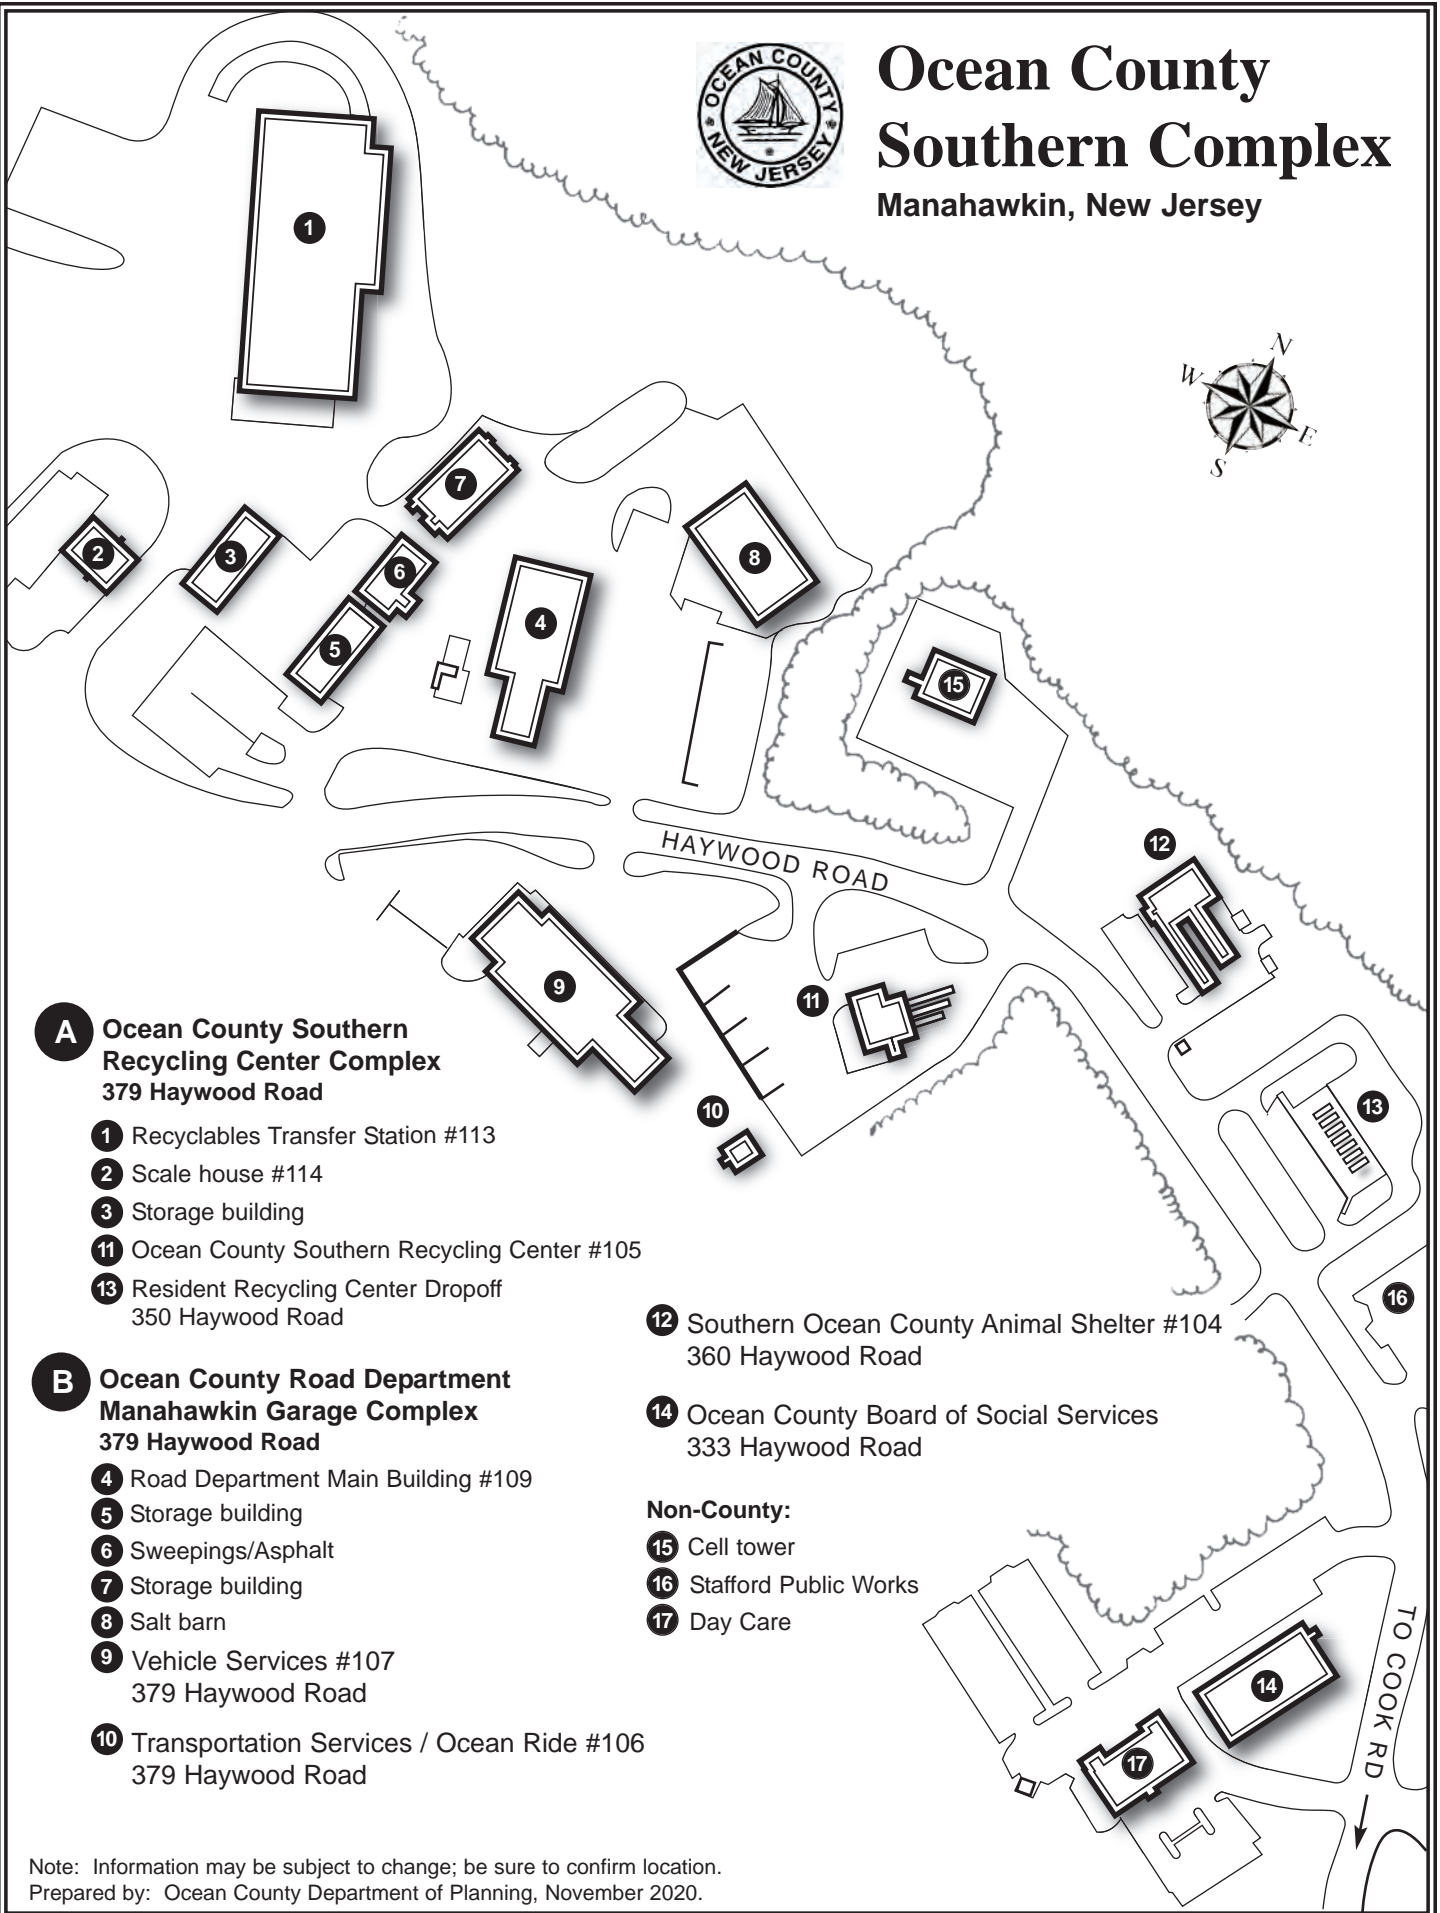 OCEAN COUNTY
NEW JERSEY
Ocean County
Southern Complex
Manahawkin, New Jersey
N
W
E
S
1
7
2
3
6
8
4
5
15
HAYWOOD ROAD
12
9
11
10
13
16
14
17
TO COOK RD
A Ocean County Southern
Recycling Center Complex
379 Haywood Road
1 Recyclables Transfer Station #113
2 Scale house #114
3 Storage building
11 Ocean County Southern Recycling Center #105
13 Resident Recycling Center Dropoff
350 Haywood Road
B Ocean County Road Department
Manahawkin Garage Complex
379 Haywood Road
4 Road Department Main Building #109
5 Storage building
6 Sweepings/Asphalt
7 Storage building
8 Salt barn
9 Vehicle Services #107
379 Haywood Road
10 Transportation Services / Ocean Ride #106
379 Haywood Road
12 Southern Ocean County Animal Shelter #104
360 Haywood Road
14 Ocean County Board of Social Services
333 Haywood Road
Non-County:
15 Cell tower
16 Stafford Public Works
17 Day Care
Note: Information may be subject to change; be sure to confirm location.
Prepared by: Ocean County Department of Planning, November 2020.